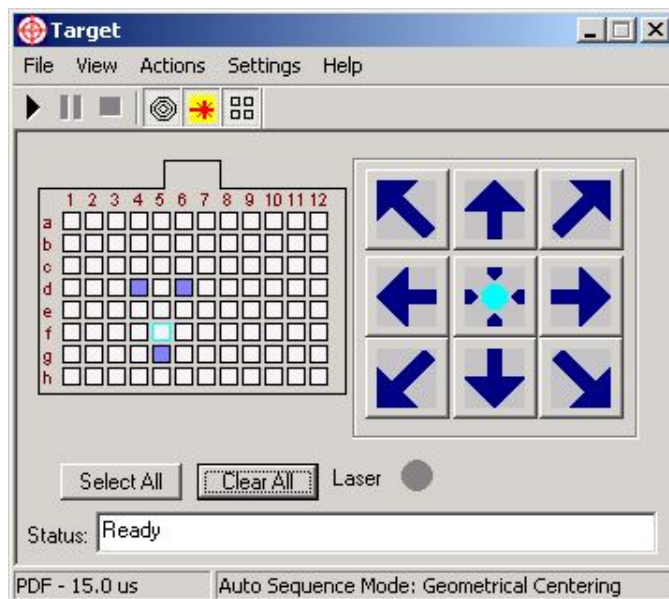 Target
File View Actions Settings Help
1 2 3 4 5 6 7 8 9 10 11 12
a
b
c
d
e
f
g
h
Select All Clear All Laser
Status: Ready
PDF - 15.0 us Auto Sequence Mode: Geometrical Centering